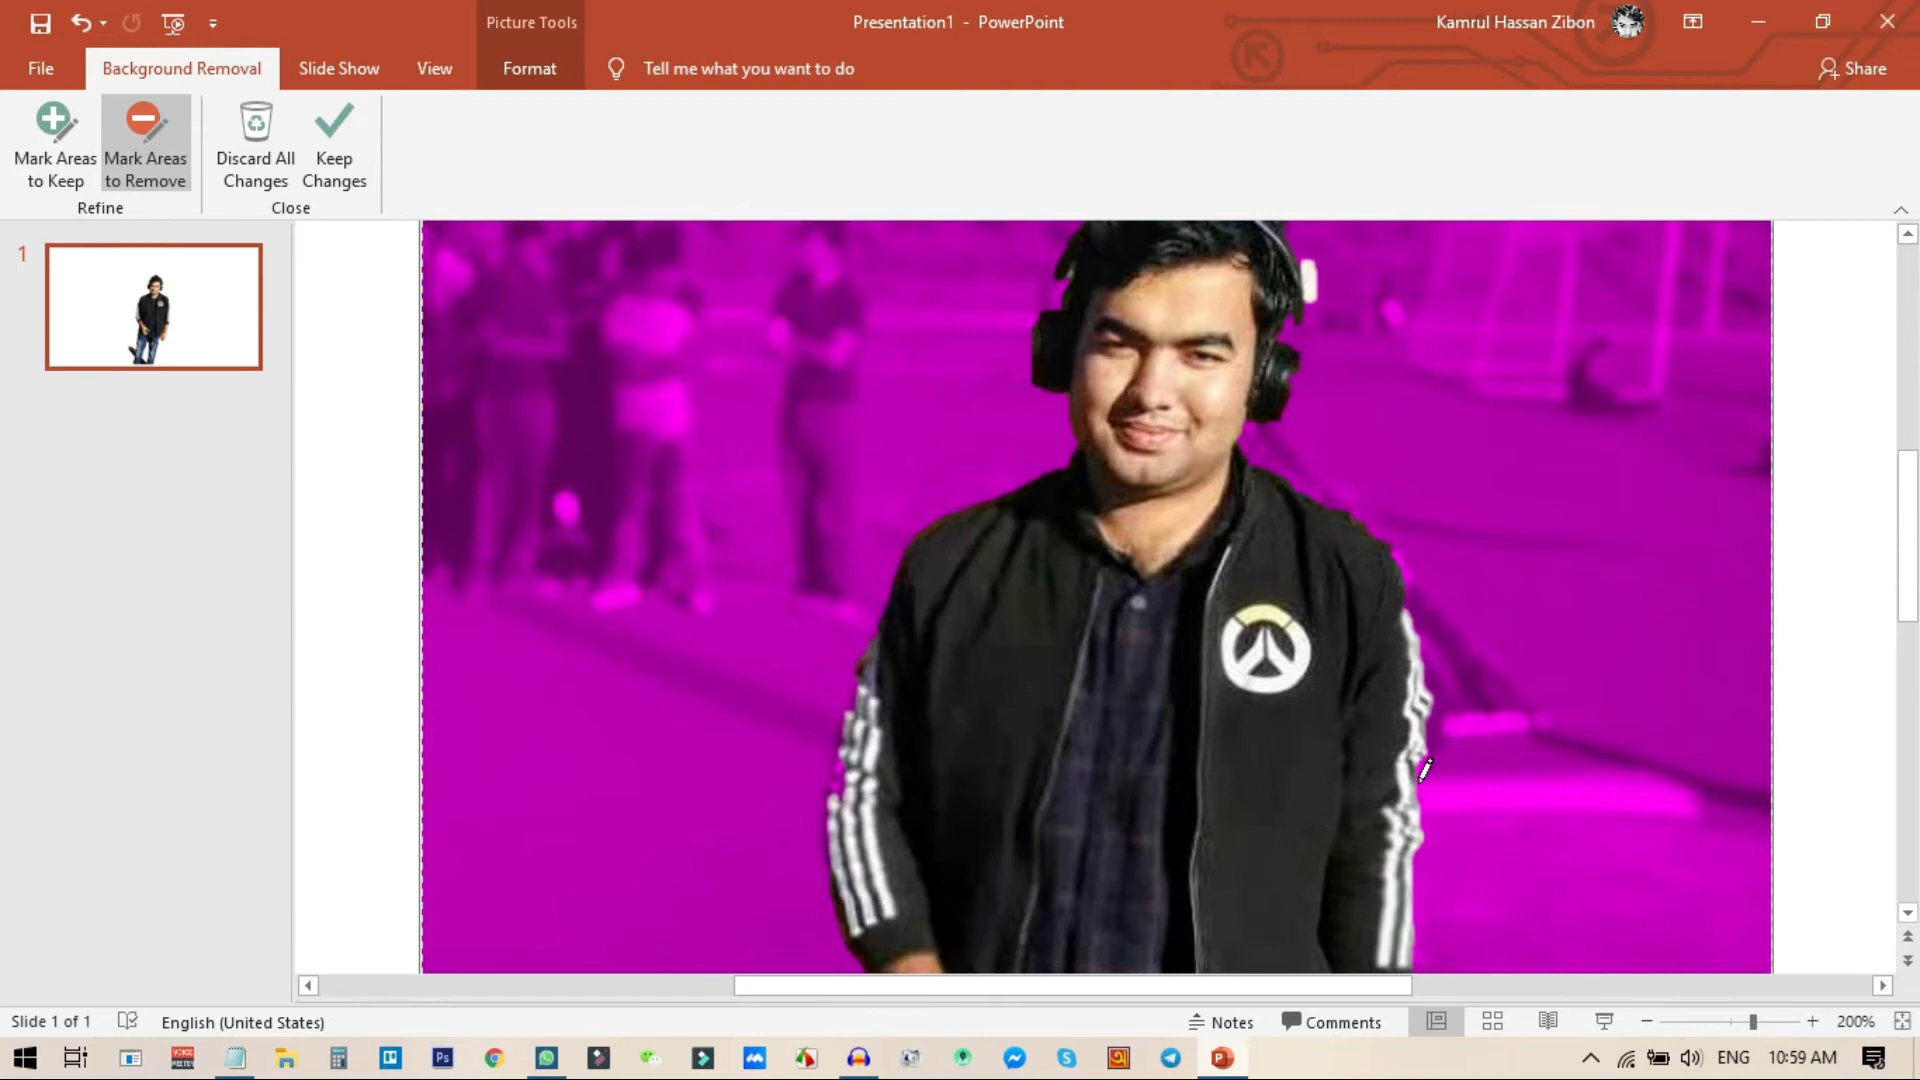 Picture Tools
Presentation1 - PowerPoint
Kamrul Hassan Zibon
File
Background Removal
Slide Show
View
Format
Tell me what you want to do
Share
Mark Areas to Keep
Mark Areas to Remove
Discard All Changes
Keep Changes
Refine
Close
1
Slide 1 of 1
English (United States)
Notes
Comments
200%
Ps
ENG
10:59 AM